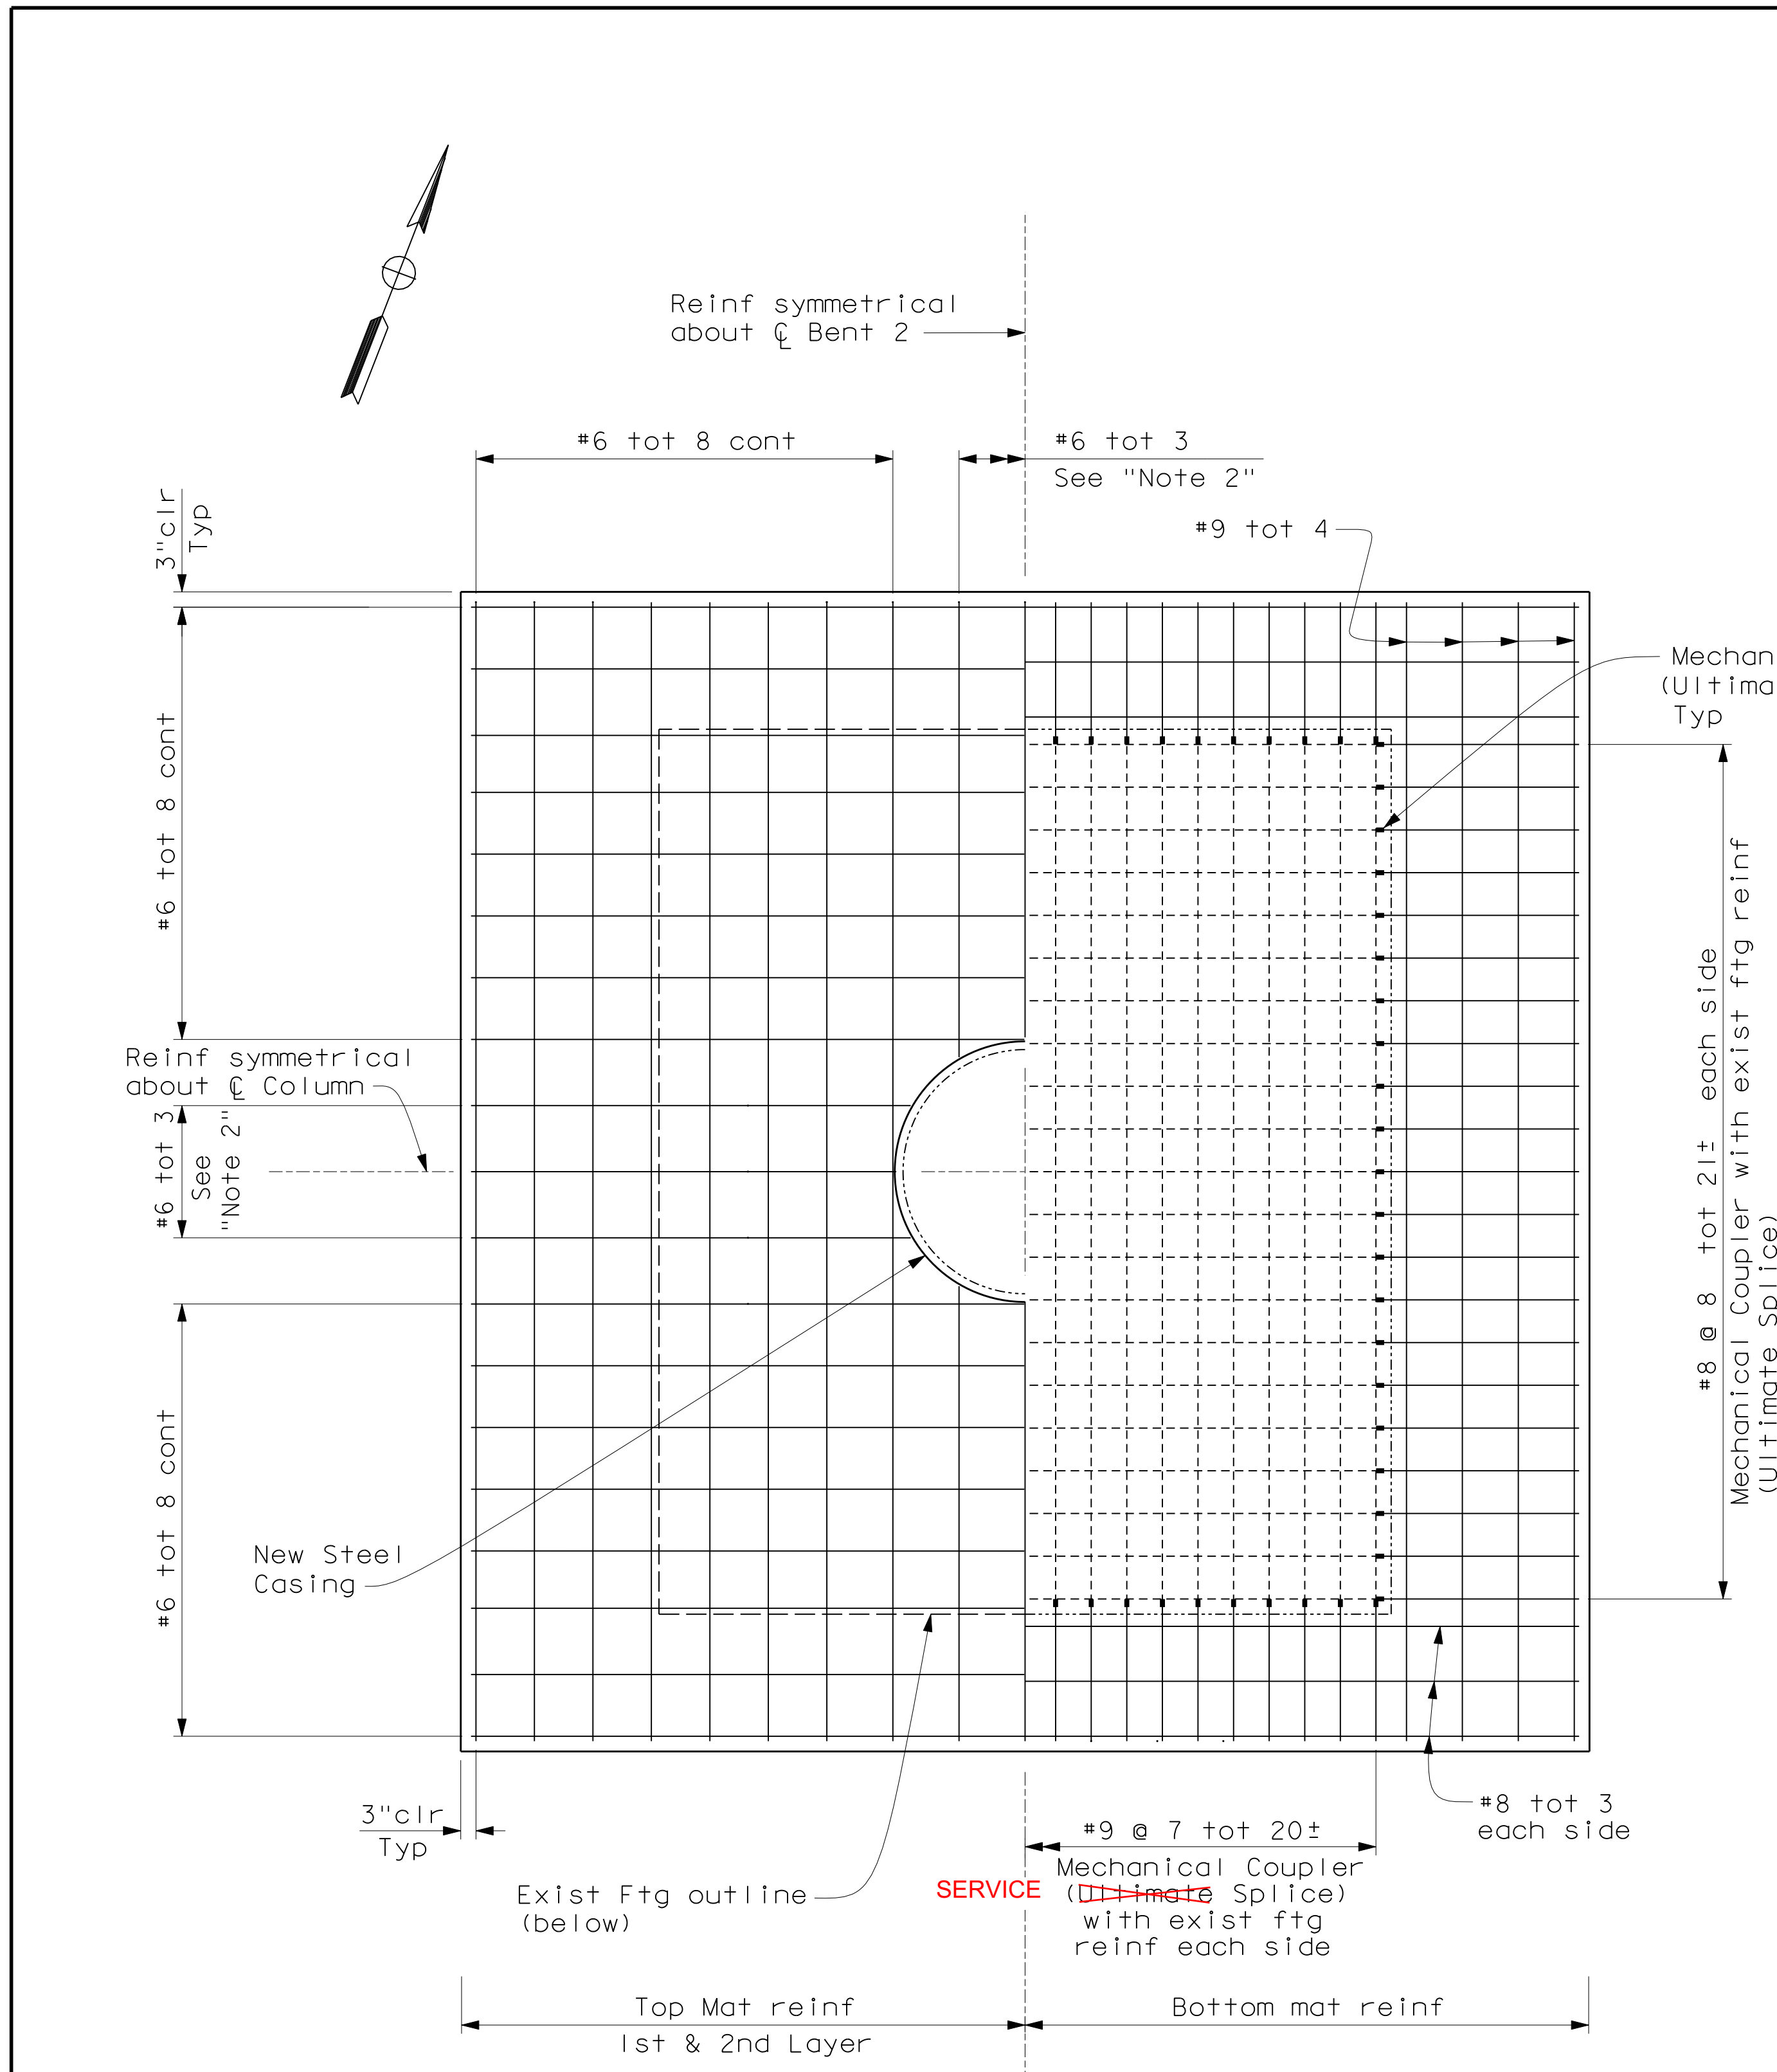 Reinf symmetrical
about ℄ Bent 2
#6 tot 8 cont
#6 tot 3
See "Note 2"
3"clr
Typ
#9 tot 4
Mechan
(Ultima
Typ
#6 tot 8 cont
Reinf symmetrical
about ℄ Column
#6 tot 3
See
"Note 2"
#8 @ 8 tot 21± each side
Mechanical Coupler with exist ftg reinf
(Ultimate Splice)
#6 tot 8 cont
New Steel
Casing
3"clr
Typ
#8 tot 3
each side
#9 @ 7 tot 20±
Mechanical Coupler
SERVICE (Ultimate Splice)
with exist ftg
reinf each side
Exist Ftg outline
(below)
Top Mat reinf
1st & 2nd Layer
Bottom mat reinf